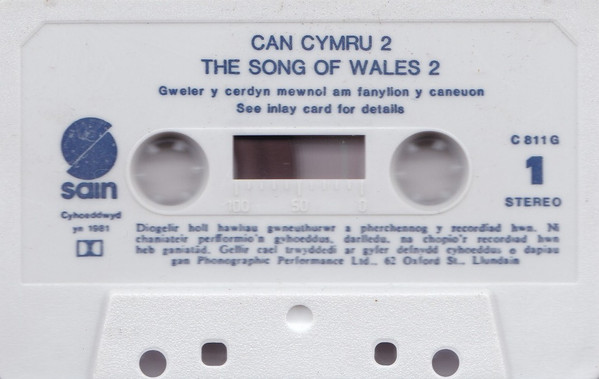 CAN CYMRU 2
THE SONG OF WALES 2
Gweler y cerdyn mewnol am fanylion y caneuon
See inlay card for details
C 811 G
1
STEREO
sain
Cyhoeddwyd
yn 1981
100 50 0
Diogelir holl hawliau gwneuthurwr a pherchennog y recordiad hwn. Ni
chaniateir perfformio'n gyhoeddus, darlledu, na chopio'r recordiad hwn
heb ganiatâd. Gellir cael trwyddedi ar gyfer defnydd cyhoeddus o dapiau
gan Phonographic Performance Ltd., 62 Oxford St., Llundain